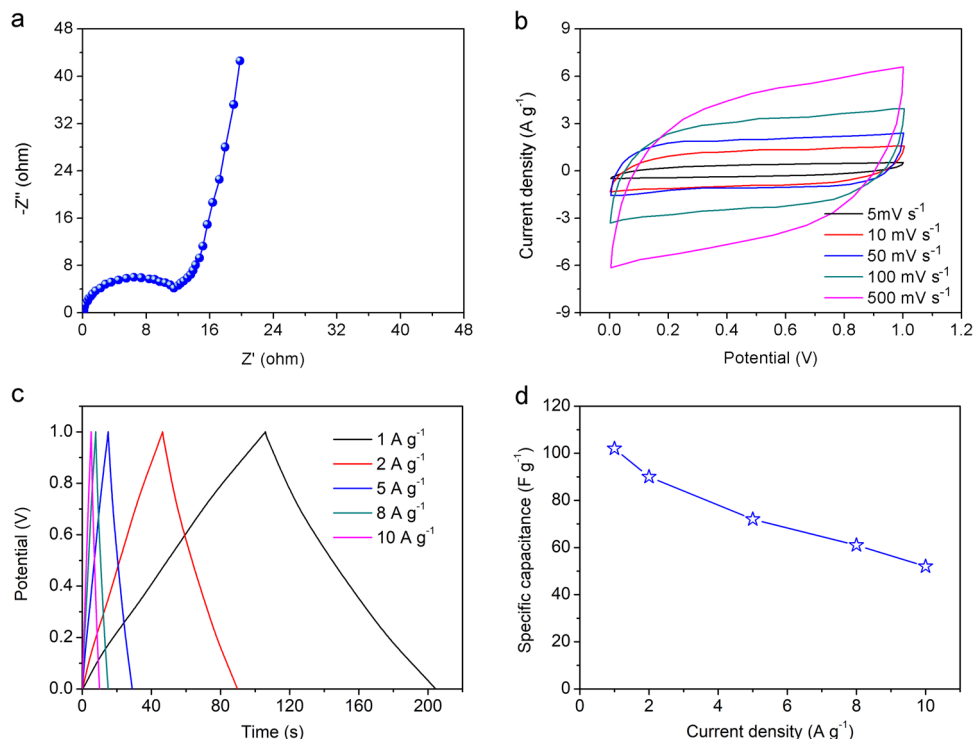 a
48
40
32
24
16
8
0
0 8 16 24 32 40 48
-Z'' (ohm)
Z' (ohm)
b
9
6
3
0
-3
-6
-9
0.0 0.2 0.4 0.6 0.8 1.0 1.2
Current density (A g⁻¹)
Potential (V)
5mV s⁻¹
10 mV s⁻¹
50 mV s⁻¹
100 mV s⁻¹
500 mV s⁻¹
c
1.0
0.8
0.6
0.4
0.2
0.0
0 40 80 120 160 200
Potential (V)
Time (s)
1 A g⁻¹
2 A g⁻¹
5 A g⁻¹
8 A g⁻¹
10 A g⁻¹
d
120
100
80
60
40
20
0
0 2 4 6 8 10
Specific capacitance (F g⁻¹)
Current density (A g⁻¹)